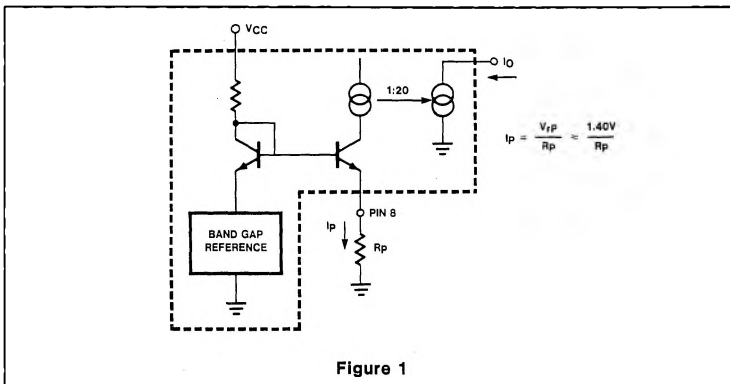 VCC
IO
1:20
IP = VrP / RP ≈ 1.40V / RP
PIN 8
IP
RP
BAND GAP
REFERENCE
Figure 1